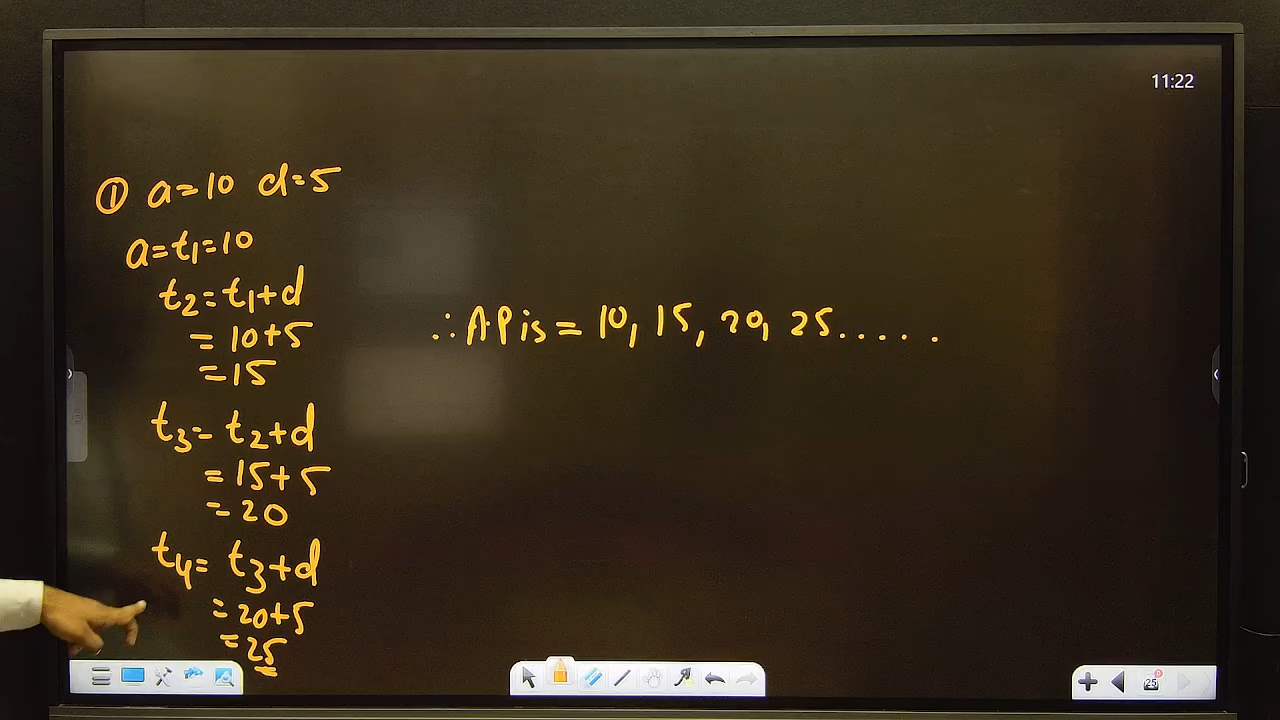 11:22
① a=10 d=5
a=t₁=10
t₂=t₁+d
=10+5
=15
t₃=t₂+d
=15+5
=20
t₄=t₃+d
=20+5
=25
∴A.P is = 10, 15, 20, 25.....
25